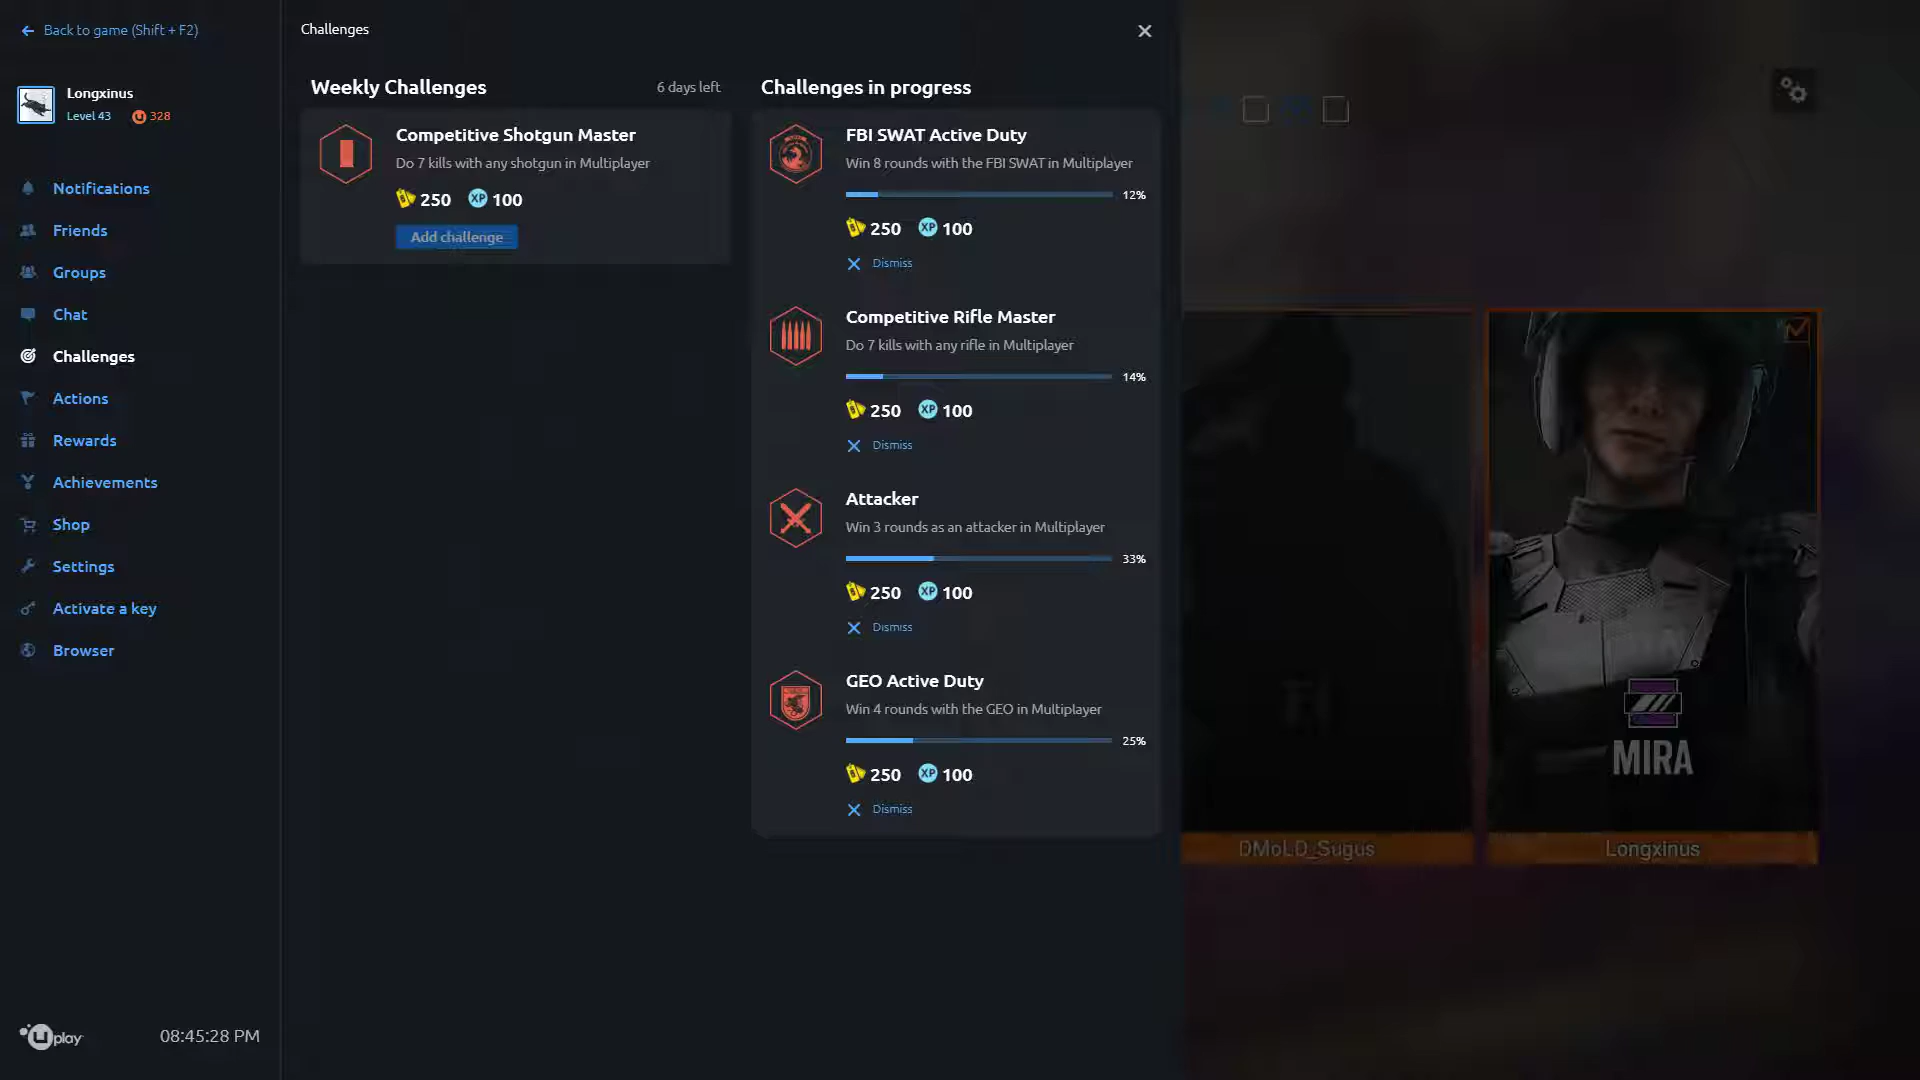 Back to game (Shift + F2)
Longxinus
Level 43
328
Notifications
Friends
Groups
Chat
Challenges
Actions
Rewards
Achievements
Shop
Settings
Activate a key
Browser
uplay
08:45:28 PM
Challenges
Weekly Challenges
6 days left
Competitive Shotgun Master
Do 7 kills with any shotgun in Multiplayer
250 XP 100
Add challenge
Challenges in progress
FBI SWAT Active Duty
Win 8 rounds with the FBI SWAT in Multiplayer
12%
250 XP 100
Dismiss
Competitive Rifle Master
Do 7 kills with any rifle in Multiplayer
14%
250 XP 100
Dismiss
Attacker
Win 3 rounds as an attacker in Multiplayer
33%
250 XP 100
Dismiss
GEO Active Duty
Win 4 rounds with the GEO in Multiplayer
25%
250 XP 100
Dismiss
MIRA
DMoLD_Sugus
Longxinus